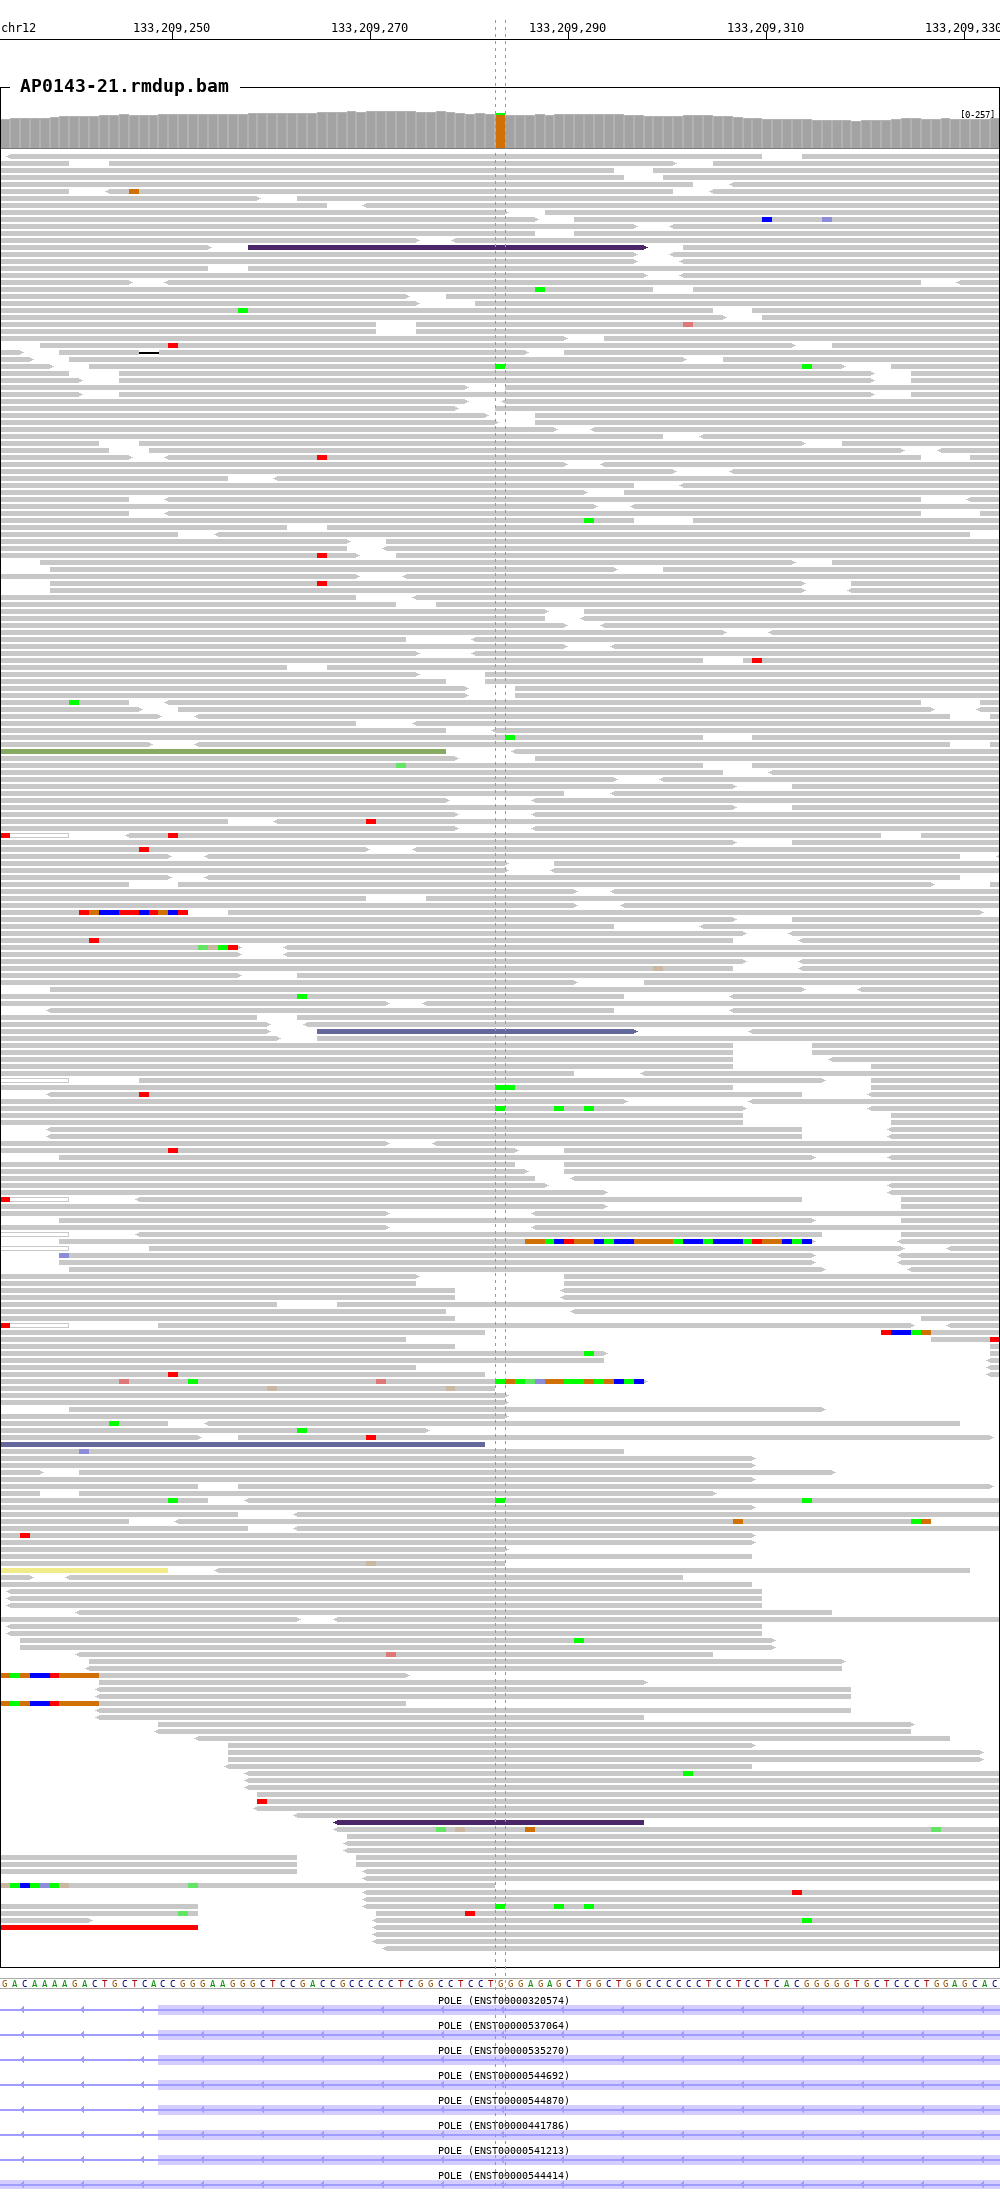 chr12 133,209,250 133,209,270 133,209,290 133,209,310 133,209,330
AP0143-21.rmdup.bam
[0-257]
GACAAAAGACTGCTCACCGGGAAGGGCTCCGACCGCCCCCTCGGCCTCCTGGGAGAGCTGGCTGGCCCCCCTCCTCCTCACGGGGGTGCTCCCTGGAGCAC
POLE (ENST00000320574)
POLE (ENST00000537064)
POLE (ENST00000535270)
POLE (ENST00000544692)
POLE (ENST00000544870)
POLE (ENST00000441786)
POLE (ENST00000541213)
POLE (ENST00000544414)